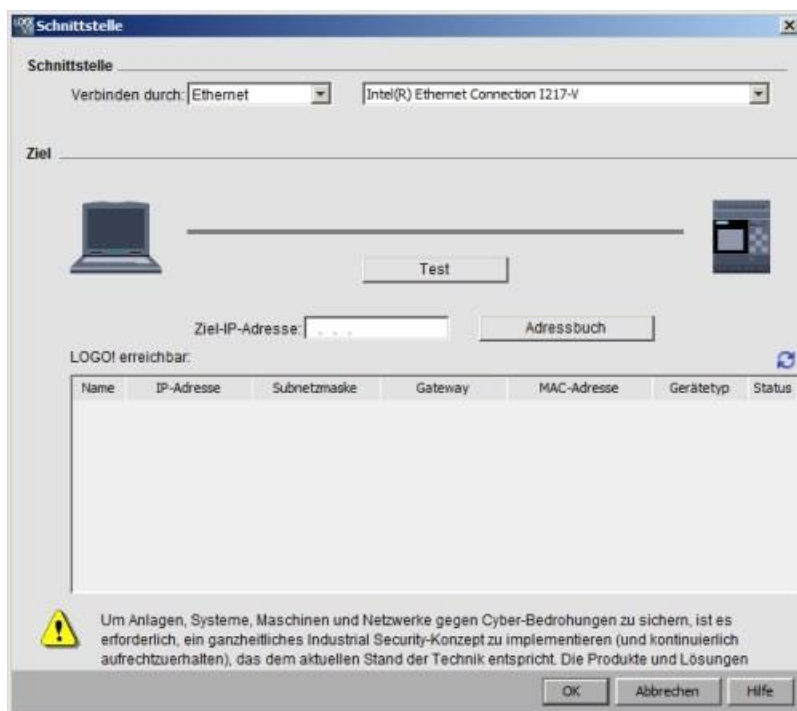 Schnittstelle
Schnittstelle
Verbinden durch: Ethernet Intel(R) Ethernet Connection I217-V
Ziel
Test
Ziel-IP-Adresse: . . . Adressbuch
LOGO! erreichbar:
Name IP-Adresse Subnetzmaske Gateway MAC-Adresse Gerätetyp Status
Um Anlagen, Systeme, Maschinen und Netzwerke gegen Cyber-Bedrohungen zu sichern, ist es
erforderlich, ein ganzheitliches Industrial Security-Konzept zu implementieren (und kontinuierlich
aufrechtzuerhalten), das dem aktuellen Stand der Technik entspricht. Die Produkte und Lösungen
OK Abbrechen Hilfe